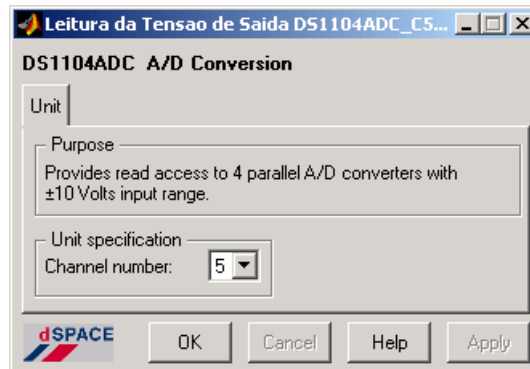 Leitura da Tensao de Saida DS1104ADC_C5...
DS1104ADC A/D Conversion
Unit
Purpose
Provides read access to 4 parallel A/D converters with
±10 Volts input range.
Unit specification
Channel number: 5
dSPACE OK Cancel Help Apply